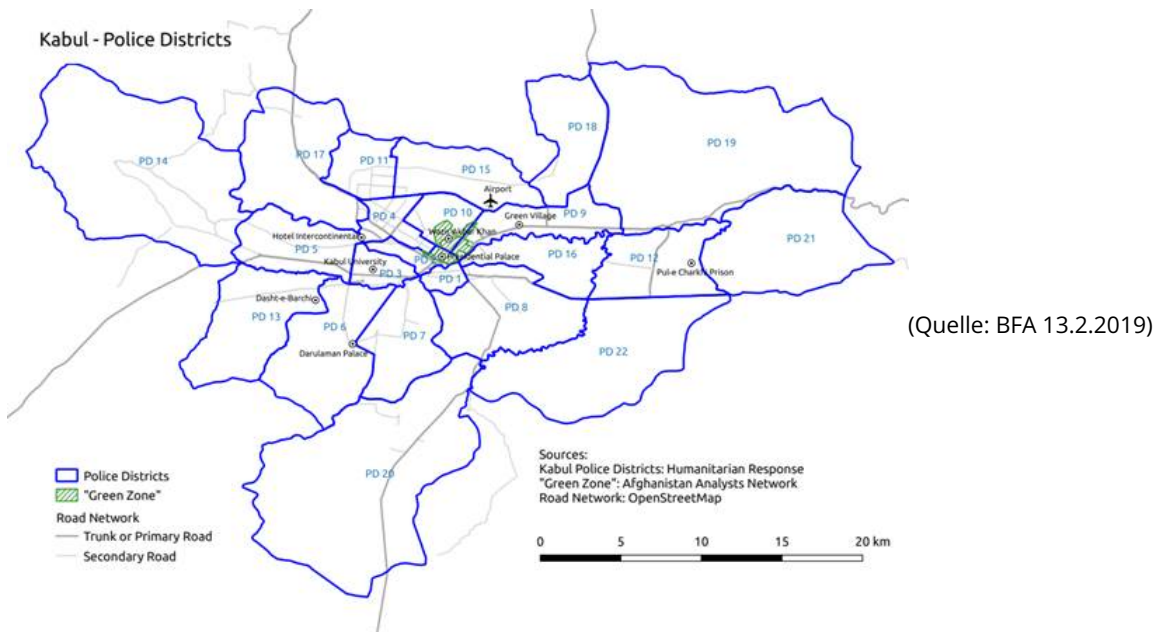 Kabul - Police Districts
PD 18
PD 19
PD 14
PD 17
PD 11
PD 15
Airport
PD 10
PD 9
PD 4
Green Village
Wazir Akbar Khan
Hotel Intercontinental
PD 5
Presidential Palace
PD 16
PD 12
PD 21
Kabul University
PD 3
PD 1
Pul-e Charkhi Prison
Dasht-e-Barchi
PD 13
PD 6
PD 7
PD 8
Darulaman Palace
PD 22
(Quelle: BFA 13.2.2019)
PD 20
Police Districts
"Green Zone"
Road Network
Trunk or Primary Road
Secondary Road
Sources:
Kabul Police Districts: Humanitarian Response
"Green Zone": Afghanistan Analysts Network
Road Network: OpenStreetMap
0 5 10 15 20 km